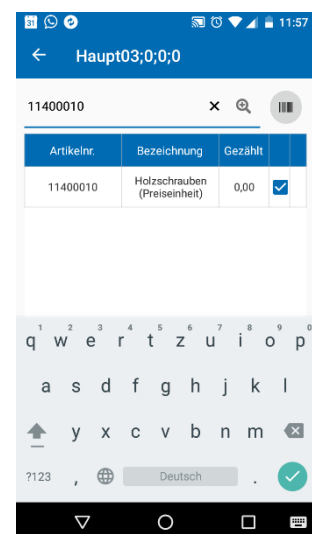 31
11:57
Haupt03;0;0;0
11400010
Artikelnr. Bezeichnung Gezählt
11400010 Holzschrauben 0,00
(Preiseinheit)
1 2 3 4 5 6 7 8 9 0
q w e r t z u i o p
a s d f g h j k l
y x c v b n m
?123 , Deutsch .